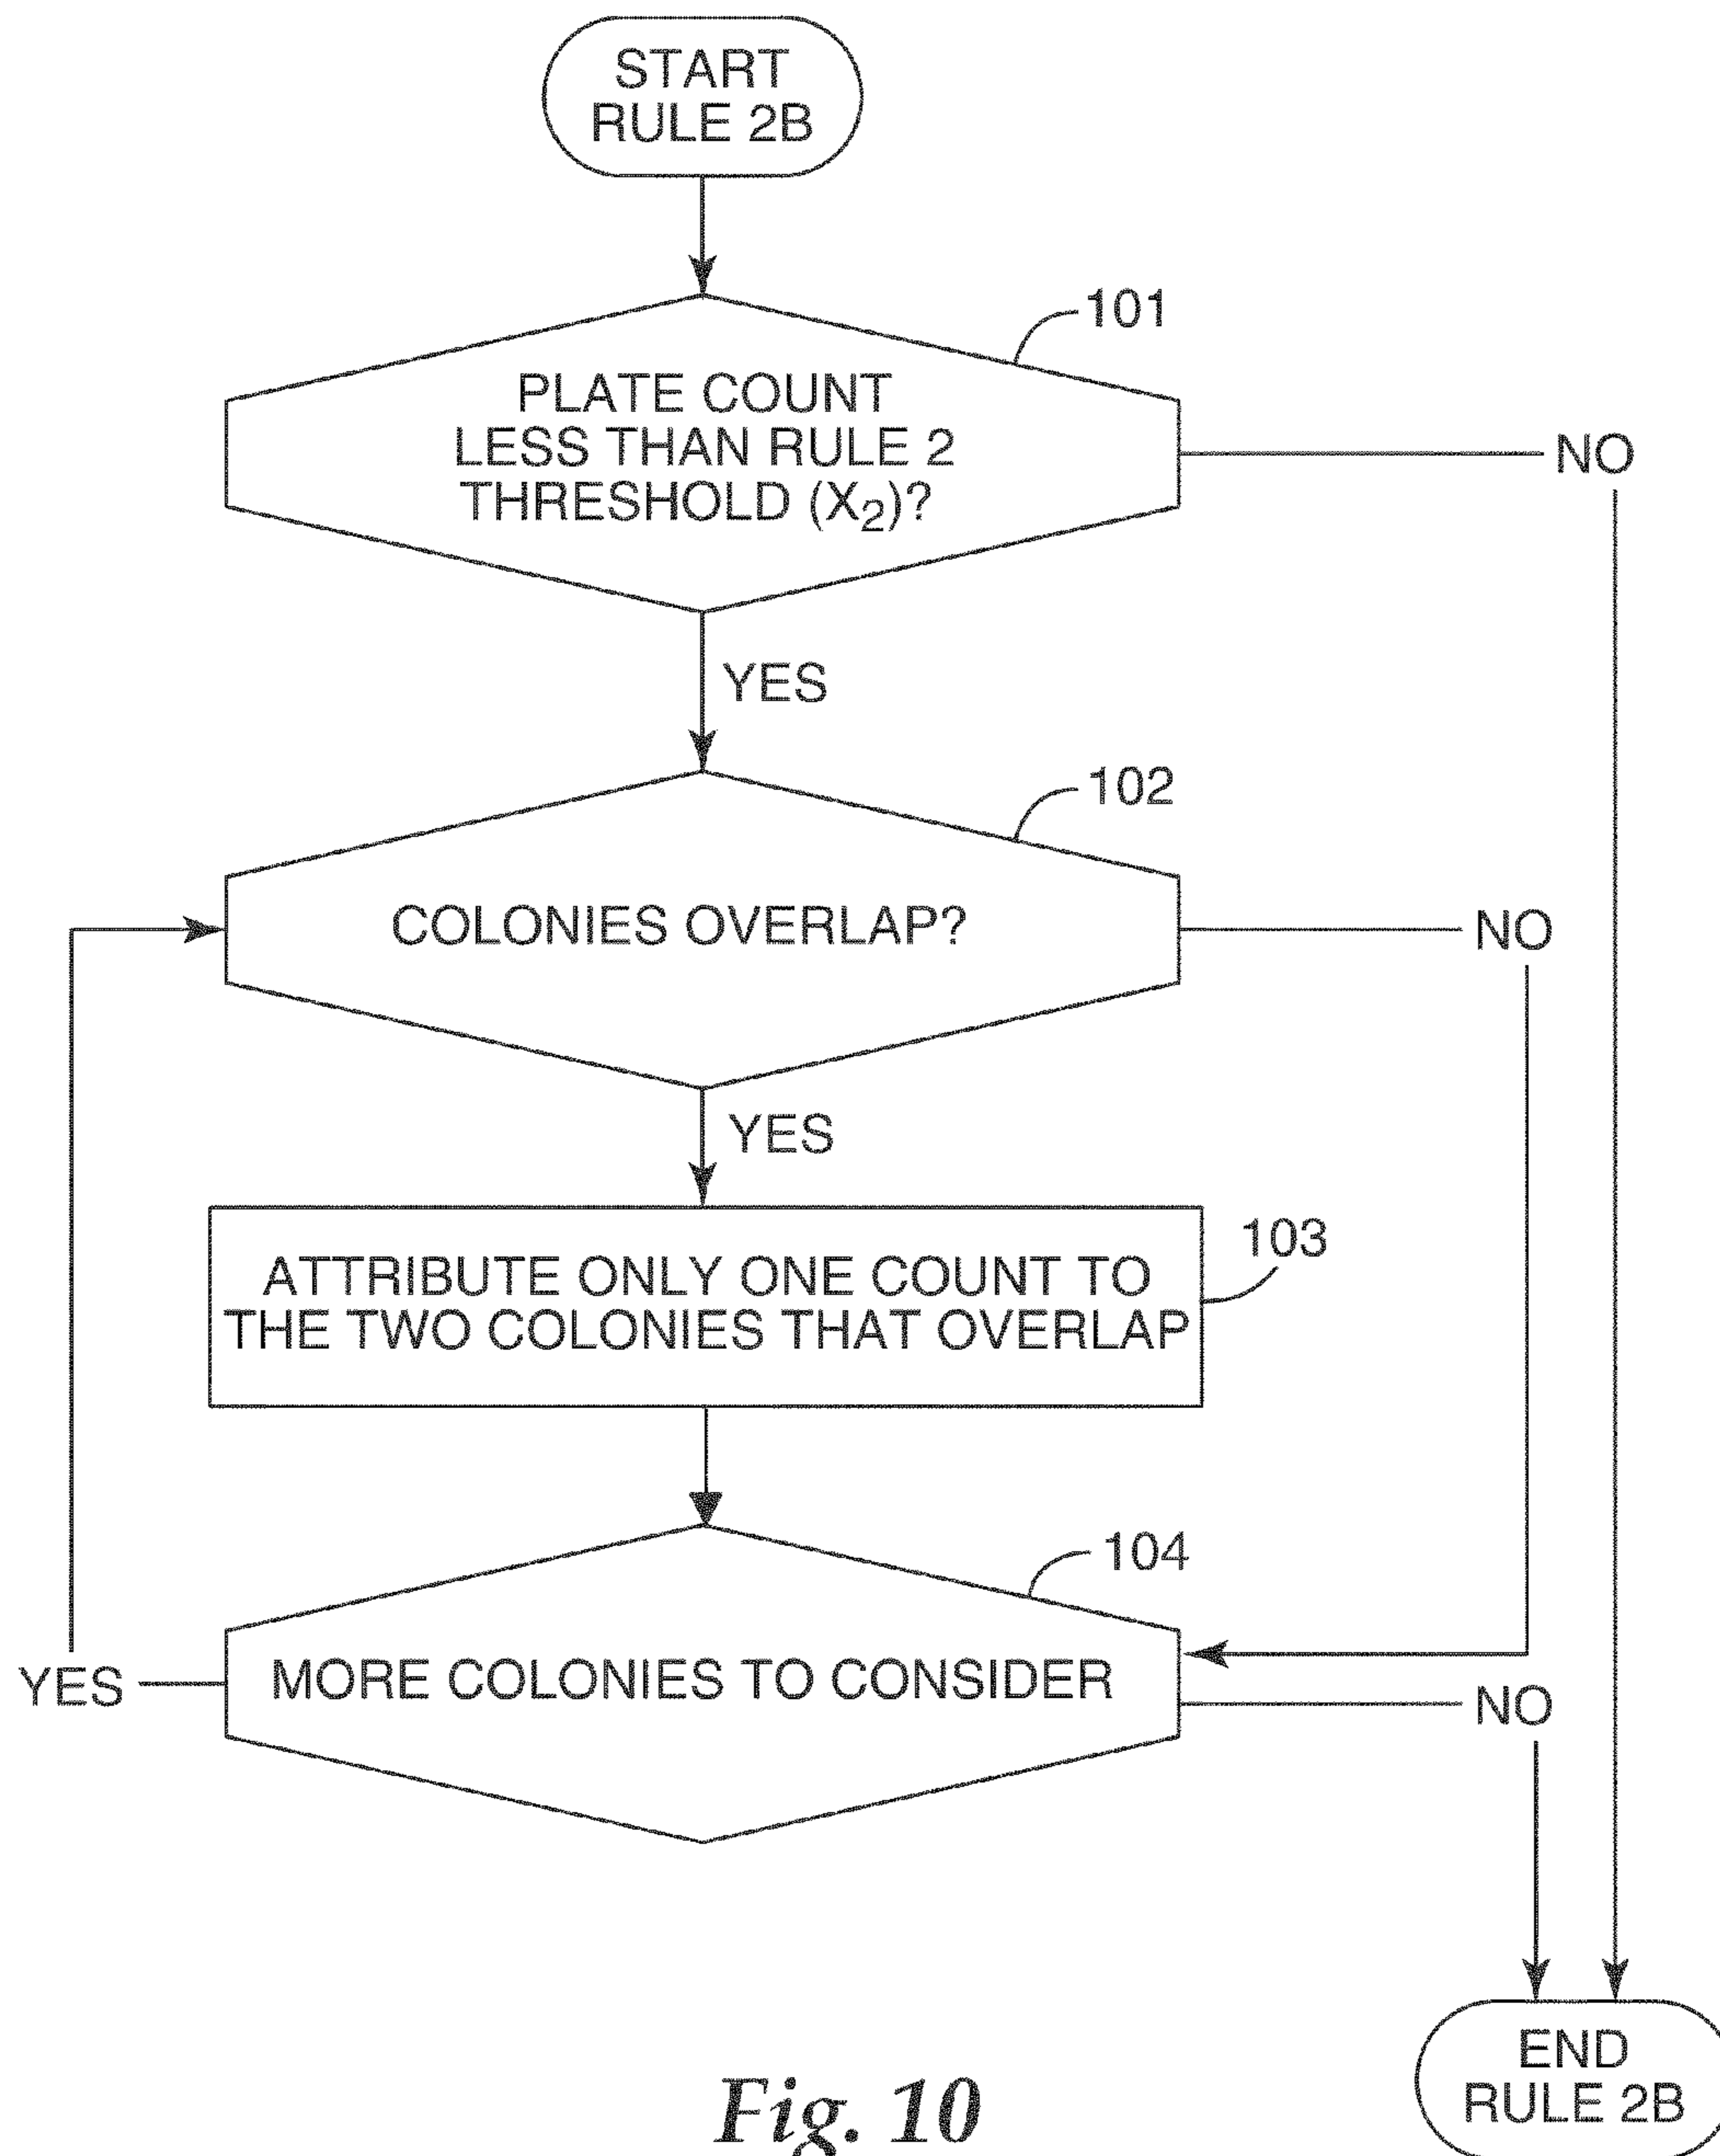 START
RULE 2B
101
PLATE COUNT
LESS THAN RULE 2
THRESHOLD (X₂)?
NO
YES
102
COLONIES OVERLAP?
NO
YES
103
ATTRIBUTE ONLY ONE COUNT TO
THE TWO COLONIES THAT OVERLAP
104
MORE COLONIES TO CONSIDER
YES
NO
END
RULE 2B
Fig. 10